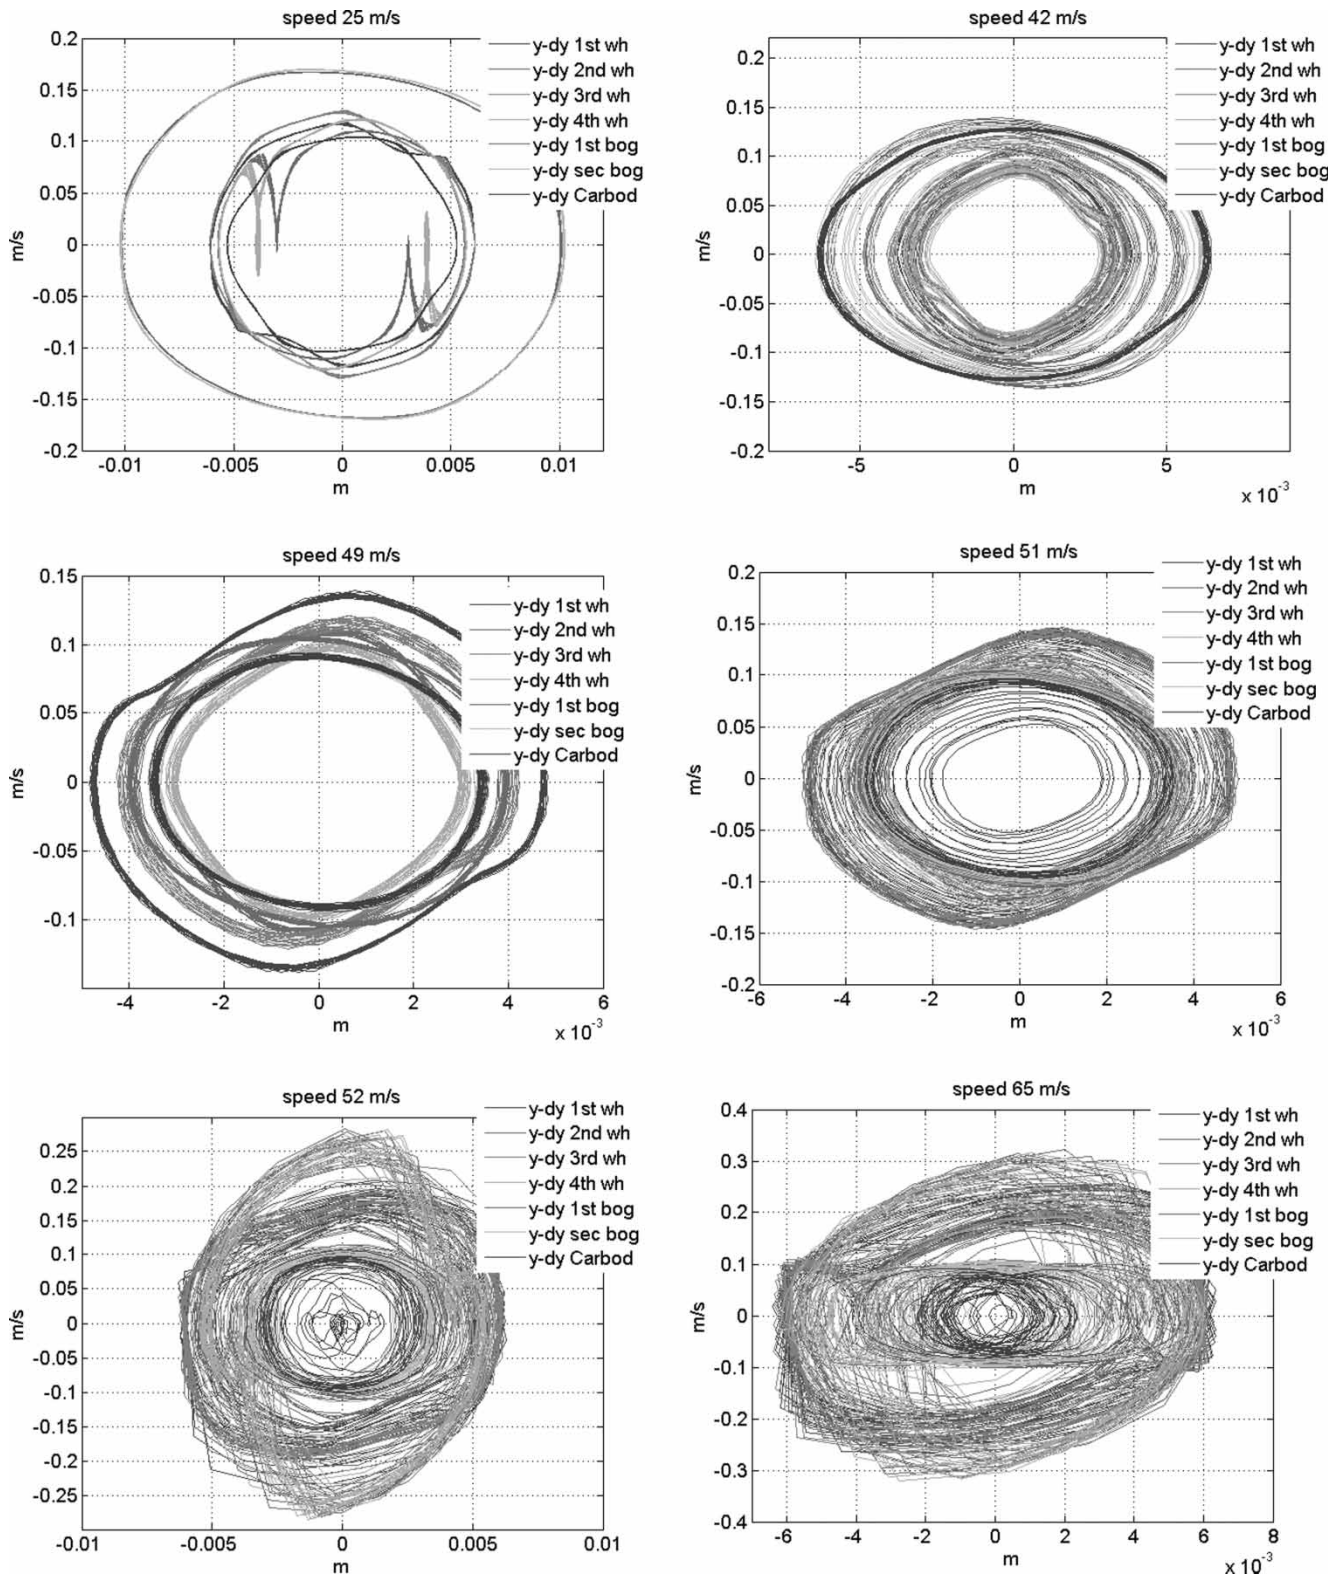 speed 25 m/s
0.2
0.15
0.1
0.05
0
-0.05
-0.1
-0.15
-0.2
m/s
-0.01
-0.005
0
0.005
0.01
m
y-dy 1st wh
y-dy 2nd wh
y-dy 3rd wh
y-dy 4th wh
y-dy 1st bog
y-dy sec bog
y-dy Carbod
speed 42 m/s
0.2
0.15
0.1
0.05
0
-0.05
-0.1
-0.15
-0.2
m/s
-5
0
5
m
x 10-3
y-dy 1st wh
y-dy 2nd wh
y-dy 3rd wh
y-dy 4th wh
y-dy 1st bog
y-dy sec bog
y-dy Carbod
speed 49 m/s
0.15
0.1
0.05
0
-0.05
-0.1
m/s
-4
-2
0
2
4
6
m
x 10-3
y-dy 1st wh
y-dy 2nd wh
y-dy 3rd wh
y-dy 4th wh
y-dy 1st bog
y-dy sec bog
y-dy Carbod
speed 51 m/s
0.2
0.15
0.1
0.05
0
-0.05
-0.1
-0.15
-0.2
m/s
-6
-4
-2
0
2
4
6
m
x 10-3
y-dy 1st wh
y-dy 2nd wh
y-dy 3rd wh
y-dy 4th wh
y-dy 1st bog
y-dy sec bog
y-dy Carbod
speed 52 m/s
0.25
0.2
0.15
0.1
0.05
0
-0.05
-0.1
-0.15
-0.2
-0.25
m/s
-0.01
-0.005
0
0.005
0.01
m
y-dy 1st wh
y-dy 2nd wh
y-dy 3rd wh
y-dy 4th wh
y-dy 1st bog
y-dy sec bog
y-dy Carbod
speed 65 m/s
0.4
0.3
0.2
0.1
0
-0.1
-0.2
-0.3
-0.4
m/s
-6
-4
-2
0
2
4
6
8
m
x 10-3
y-dy 1st wh
y-dy 2nd wh
y-dy 3rd wh
y-dy 4th wh
y-dy 1st bog
y-dy sec bog
y-dy Carbod